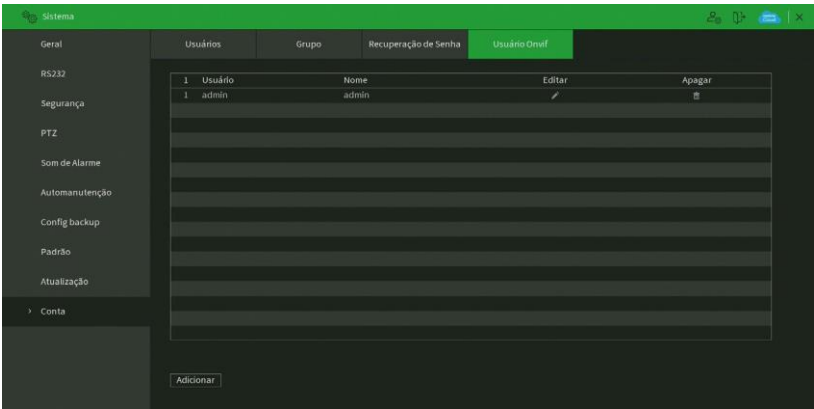 Sistema
Geral
RS232
Segurança
PTZ
Som de Alarme
Automanutenção
Config backup
Padrão
Atualização
> Conta
Usuários Grupo Recuperação de Senha Usuário Onvif
1 Usuário Nome Editar Apagar
1 admin admin
Adicionar